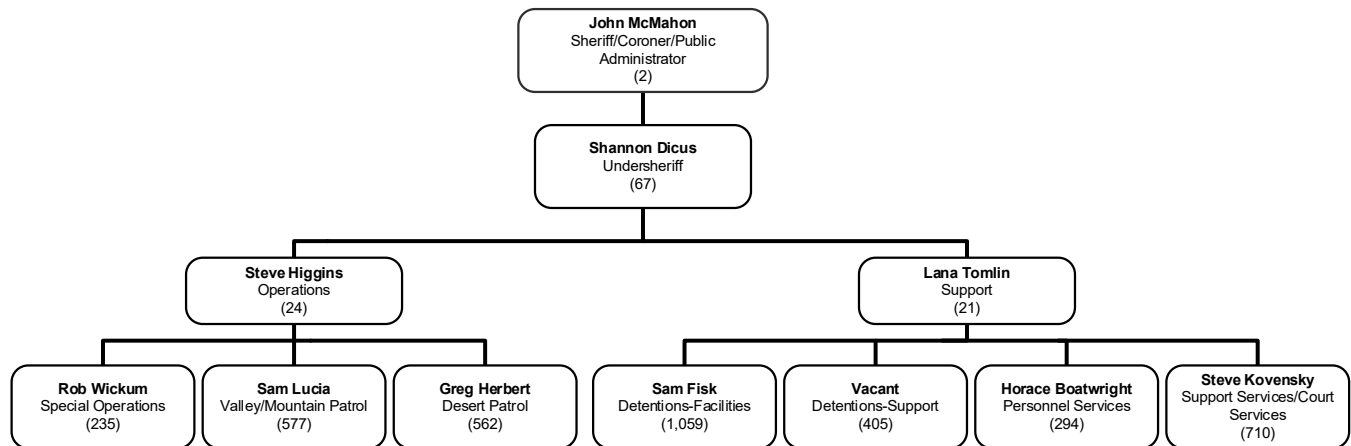 John McMahon
Sheriff/Coroner/Public
Administrator
(2)
Shannon Dicus
Undersheriff
(67)
Steve Higgins
Operations
(24)
Lana Tomlin
Support
(21)
Rob Wickum
Special Operations
(235)
Sam Lucia
Valley/Mountain Patrol
(577)
Greg Herbert
Desert Patrol
(562)
Sam Fisk
Detentions-Facilities
(1,059)
Vacant
Detentions-Support
(405)
Horace Boatwright
Personnel Services
(294)
Steve Kovensky
Support Services/Court
Services
(710)